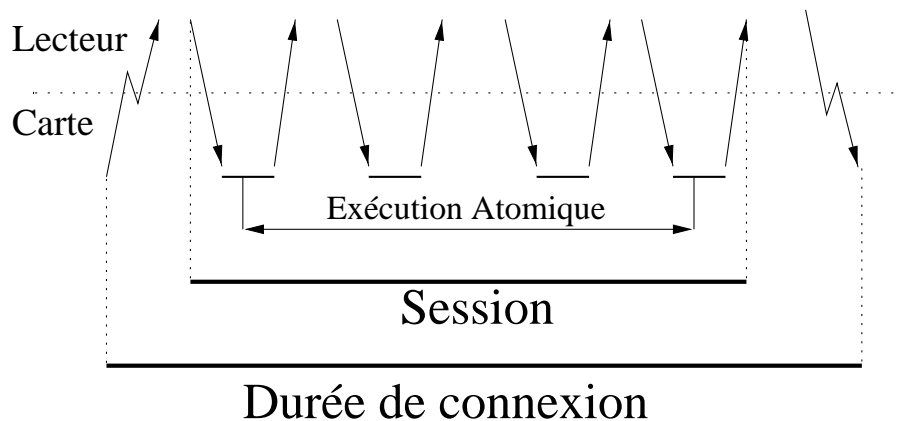 Lecteur
Carte
Exécution Atomique
Session
Durée de connexion